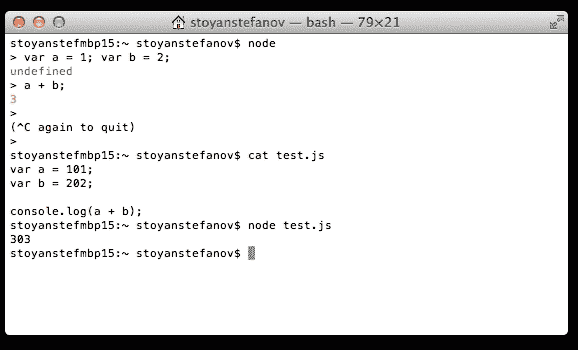 stoyanstefanov — bash — 79×21
stoyanstefmbp15:~ stoyanstefanov$ node
> var a = 1; var b = 2;
undefined
> a + b;
3
>
(^C again to quit)
>
stoyanstefmbp15:~ stoyanstefanov$ cat test.js
var a = 101;
var b = 202;

console.log(a + b);
stoyanstefmbp15:~ stoyanstefanov$ node test.js
303
stoyanstefmbp15:~ stoyanstefanov$